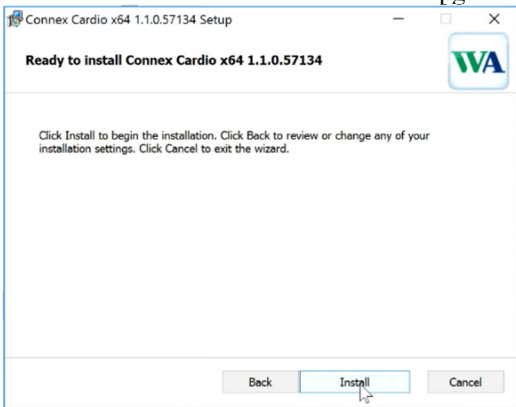 Connex Cardio x64 1.1.0.57134 Setup
Ready to install Connex Cardio x64 1.1.0.57134
WA
Click Install to begin the installation. Click Back to review or change any of your
installation settings. Click Cancel to exit the wizard.
Back Install Cancel